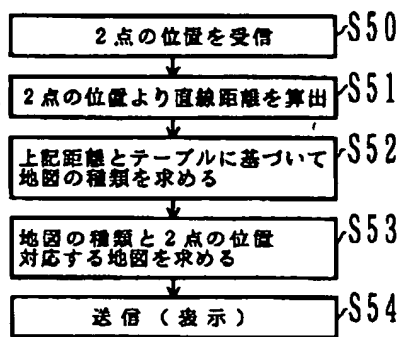 2点の位置を受信
S50
2点の位置より直線距離を算出
S51
上記距離とテーブルに基づいて
地図の種類を求める
S52
地図の種類と2点の位置
対応する地図を求める
S53
送信(表示)
S54